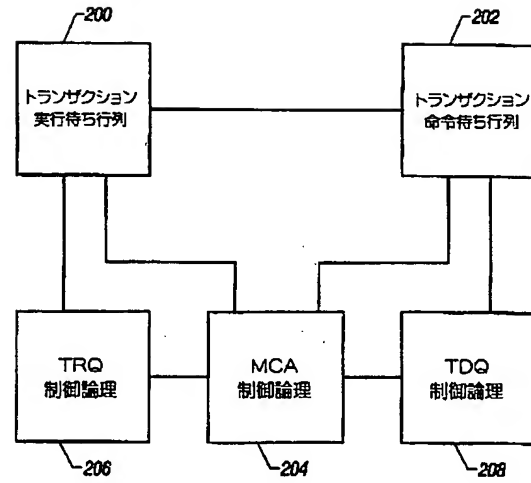 200
202
トランザクション
実行待ち行列
トランザクション
命令待ち行列
TRQ
制御論理
MCA
制御論理
TDQ
制御論理
206
204
208